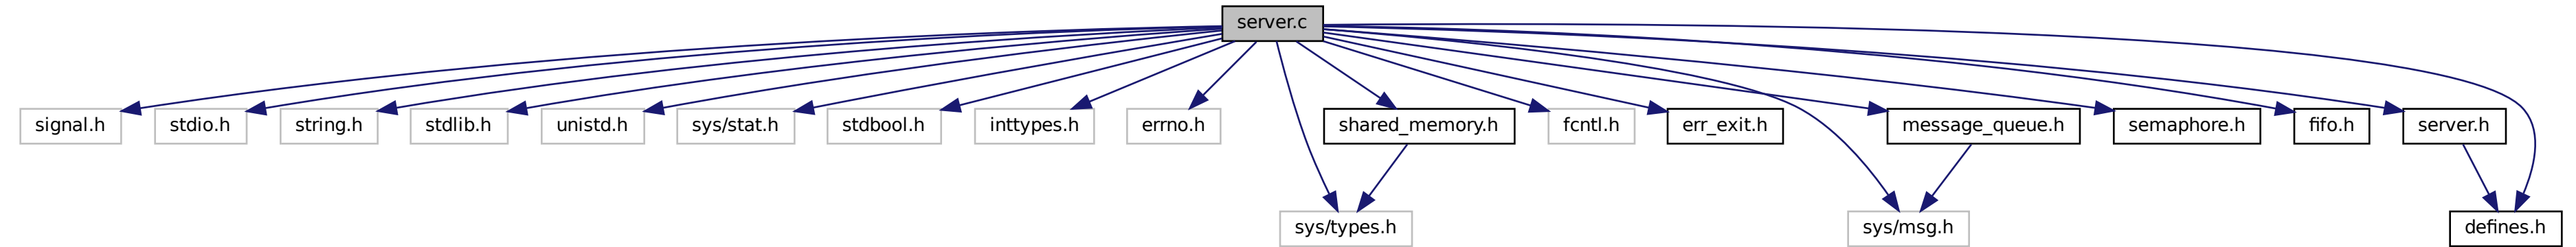 server.c
signal.h
stdio.h
string.h
stdlib.h
unistd.h
sys/stat.h
stdbool.h
inttypes.h
errno.h
shared_memory.h
fcntl.h
err_exit.h
message_queue.h
semaphore.h
fifo.h
server.h
sys/types.h
sys/msg.h
defines.h